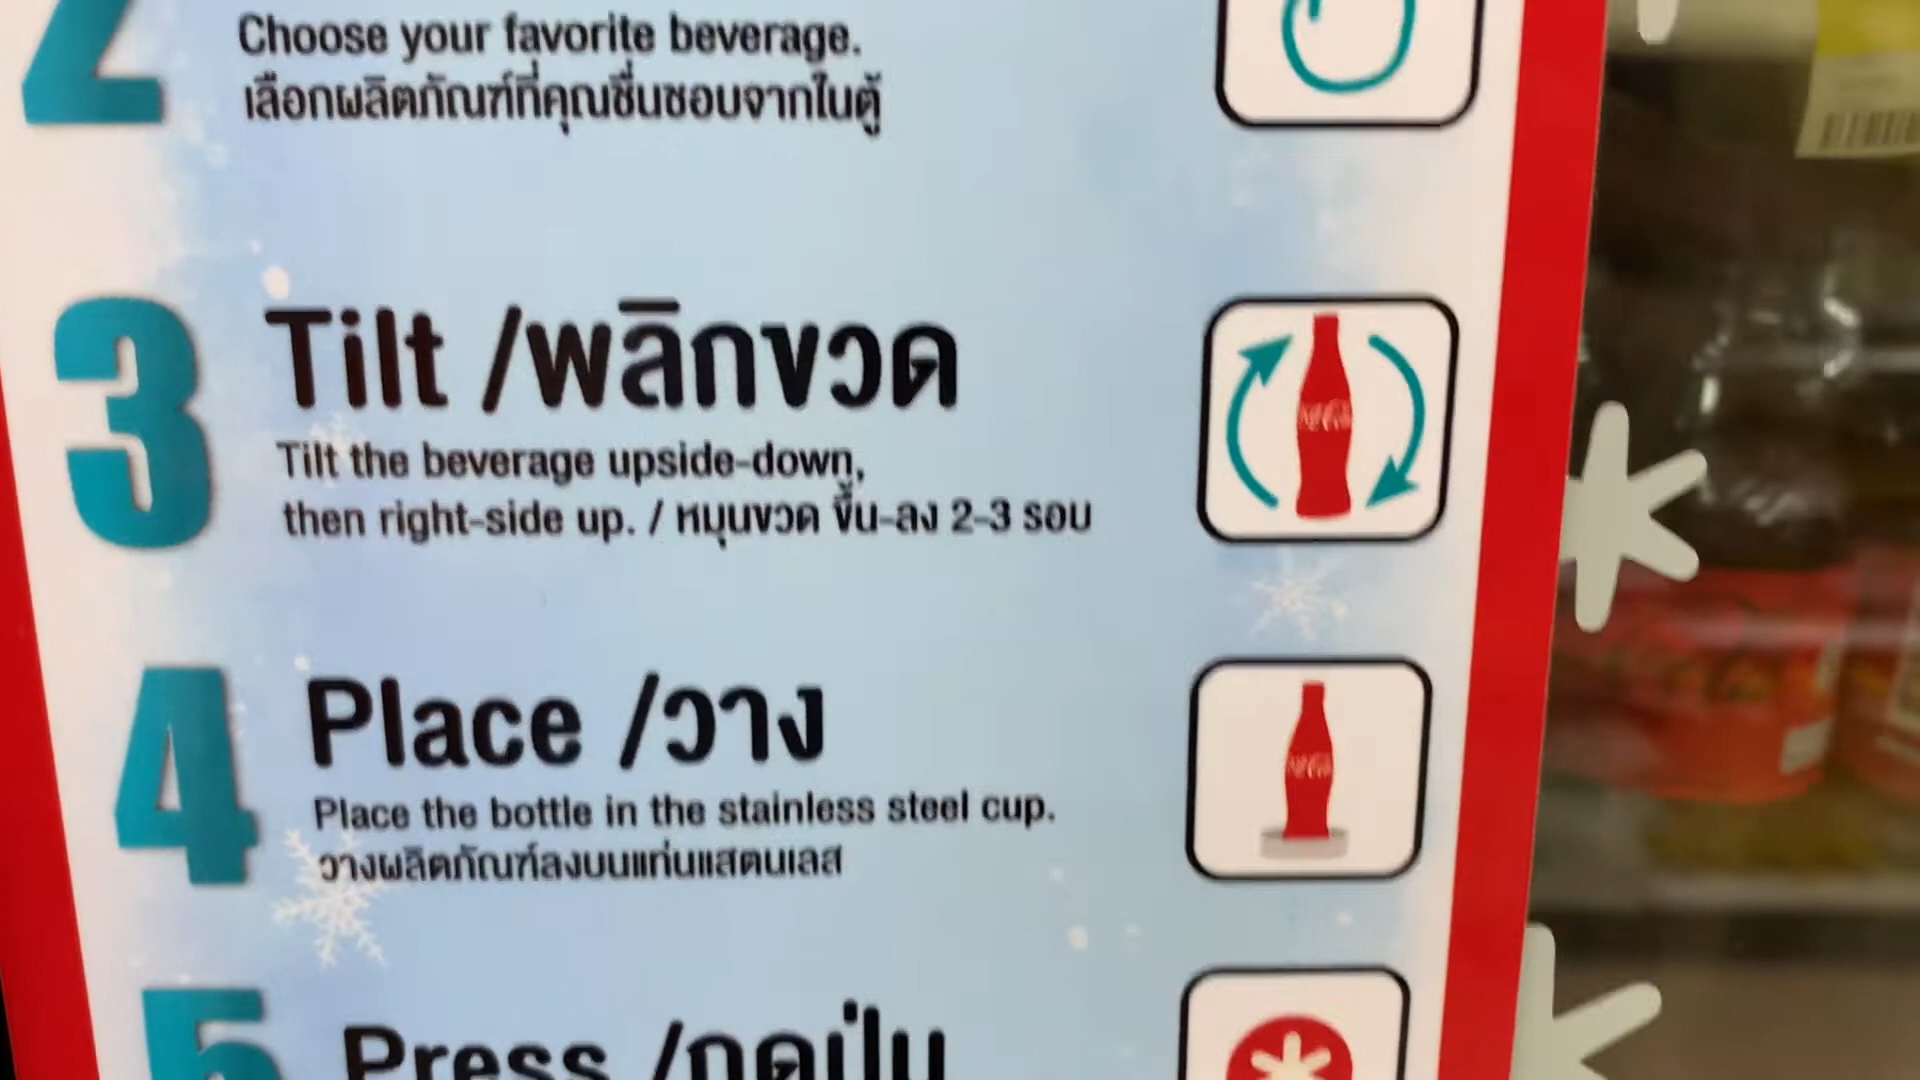 2
Choose your favorite beverage.
เลือกผลิตภัณฑ์ที่คุณชื่นชอบจากในตู้
3
Tilt /พลิกขวด
Tilt the beverage upside-down,
then right-side up. / หมุนขวด ขึ้น-ลง 2-3 รอบ
4
Place /วาง
Place the bottle in the stainless steel cup.
วางผลิตภัณฑ์ลงบนแท่นแสตนเลส
5
Press /กดปุ่ม